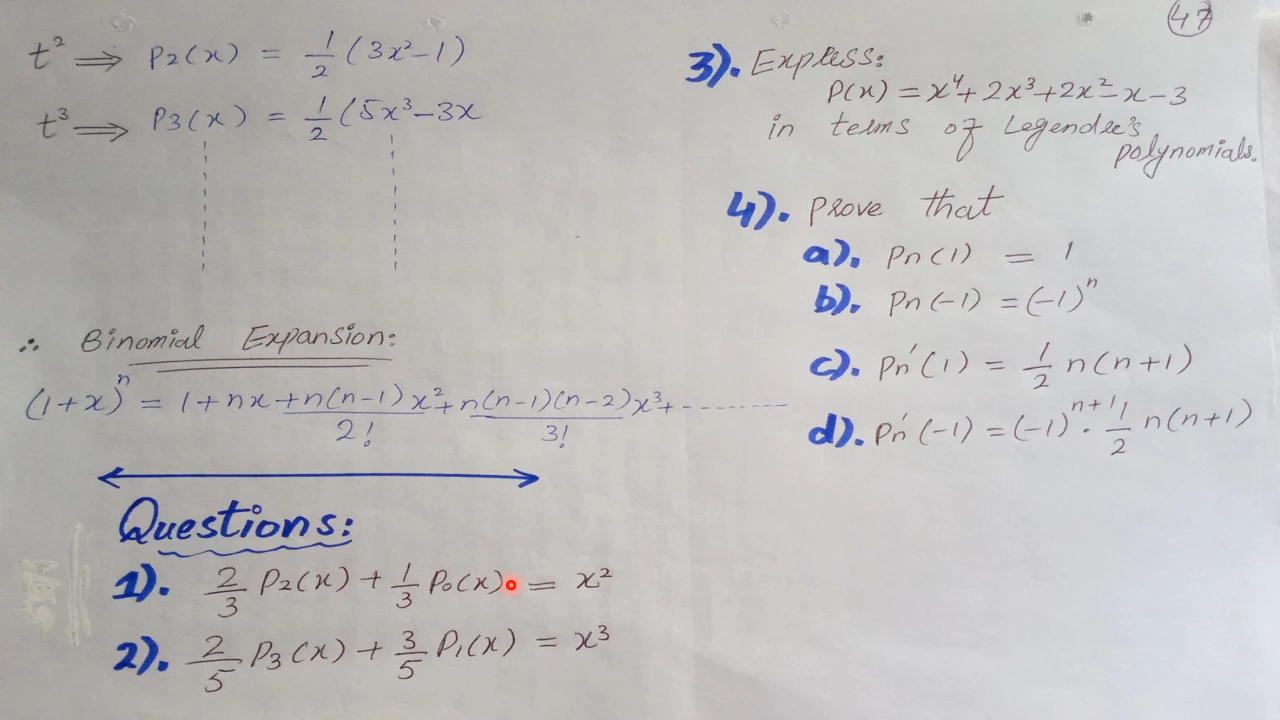 t² ⇒ P₂(x) = 1/2 (3x²-1)
t³ ⇒ P₃(x) = 1/2 (5x³-3x
∴ Binomial Expansion:
(1+x)ⁿ = 1+nx+n(n-1)/2! x²+n(n-1)(n-2)/3! x³+--------
Questions:
1). 2/3 P₂(x) + 1/3 P₀(x) = x²
2). 2/5 P₃(x) + 3/5 P₁(x) = x³
47
3). Express:
P(x) = x⁴+2x³+2x²-x-3
in terms of Legendre's
polynomials.
4). Prove that
a). Pn(1) = 1
b). Pn(-1) = (-1)ⁿ
c). Pn'(1) = 1/2 n(n+1)
d). Pn'(-1) = (-1)ⁿ⁺¹ . 1/2 n(n+1)